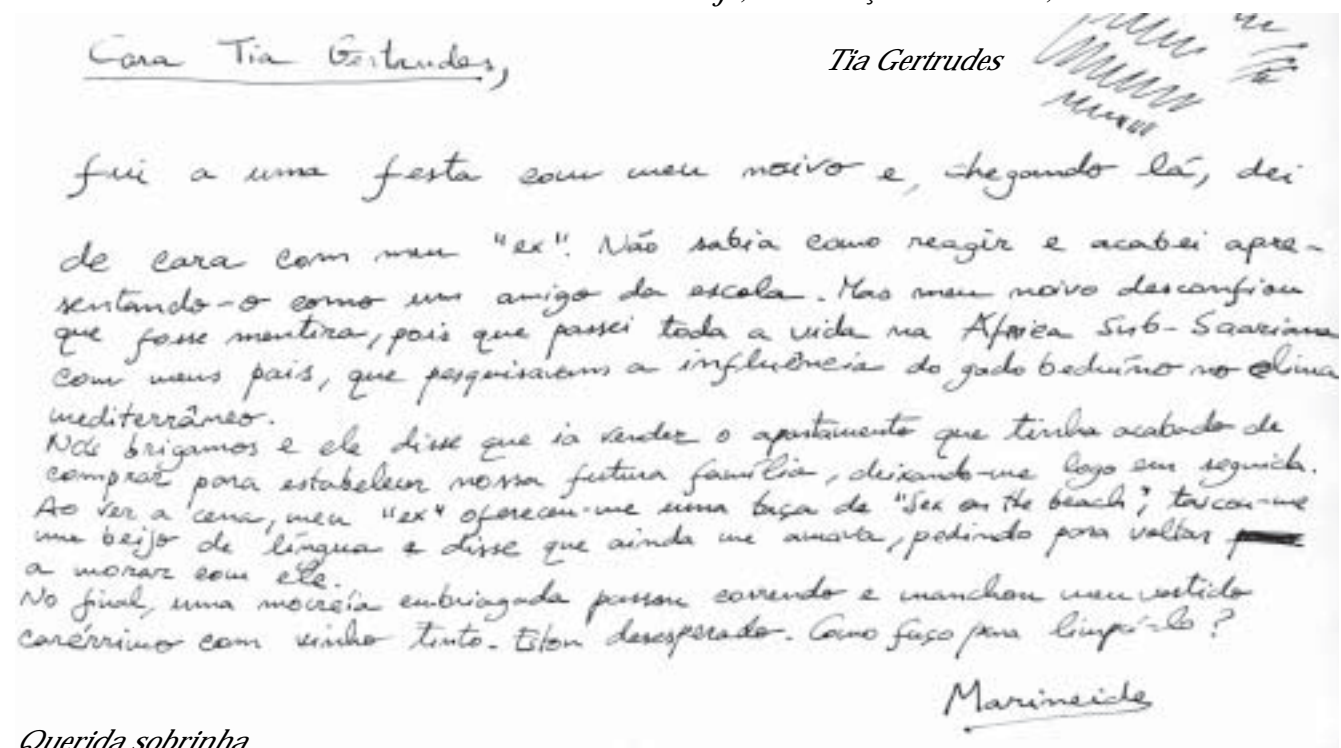 Cara Tia Gertrudes,
Tia Gertrudes
fui a uma festa com meu noivo e, chegando lá, dei
de cara com meu "ex". Não sabia como reagir e acabei apre-
sentando-o como um amigo da escola. Mas meu noivo desconfiou
que fosse mentira, pois que passei toda a vida na África Sub-Saariana
com meus pais, que pesquisavam a influência do gado beduíno no clima
mediterrâneo.
Nós brigamos e ele disse que ia vender o apartamento que tinha acabado de
comprar para estabelecer nossa futura família, deixando-me logo em seguida.
Ao ver a cena, meu "ex" ofereceu-me uma taça de "Sex on the beach", tascou-me
um beijo de língua e disse que ainda me amava, pedindo para voltar
a morar com ele.
No final, uma mocréia embriagada passou correndo e manchou meu vestido
carérrimo com vinho tinto. Estou desesperada. Como faço para limpá-lo?
Marineide
Querida sobrinha